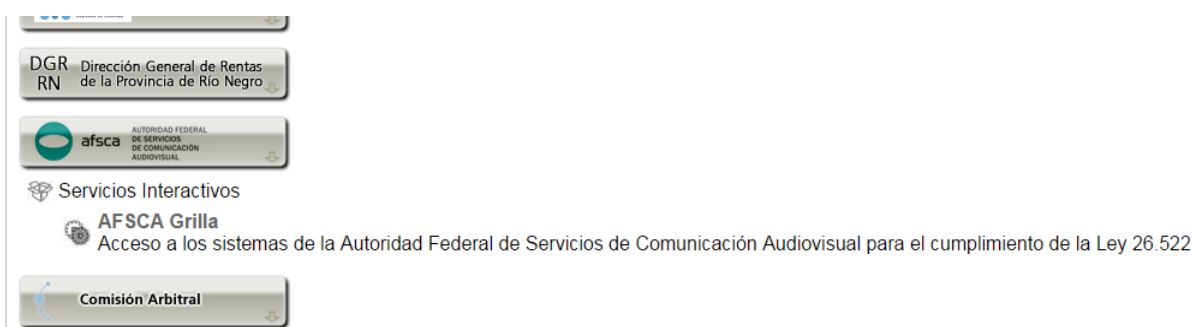 DGR Dirección General de Rentas
RN de la Provincia de Río Negro
afsca
AUTORIDAD FEDERAL
DE SERVICIOS
DE COMUNICACIÓN
AUDIOVISUAL
Servicios Interactivos
AFSCA Grilla
Acceso a los sistemas de la Autoridad Federal de Servicios de Comunicación Audiovisual para el cumplimiento de la Ley 26.522
Comisión Arbitral